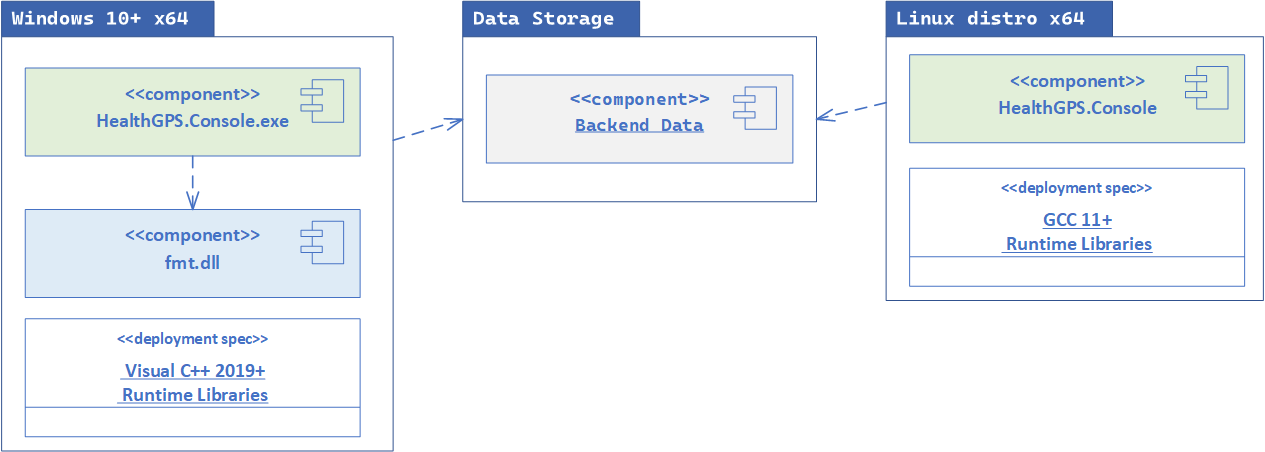 Windows 10+ x64
<<component>>
HealthGPS.Console.exe
<<component>>
fmt.dll
<<deployment spec>>
Visual C++ 2019+
Runtime Libraries
Data Storage
<<component>>
Backend Data
Linux distro x64
<<component>>
HealthGPS.Console
<<deployment spec>>
GCC 11+
Runtime Libraries